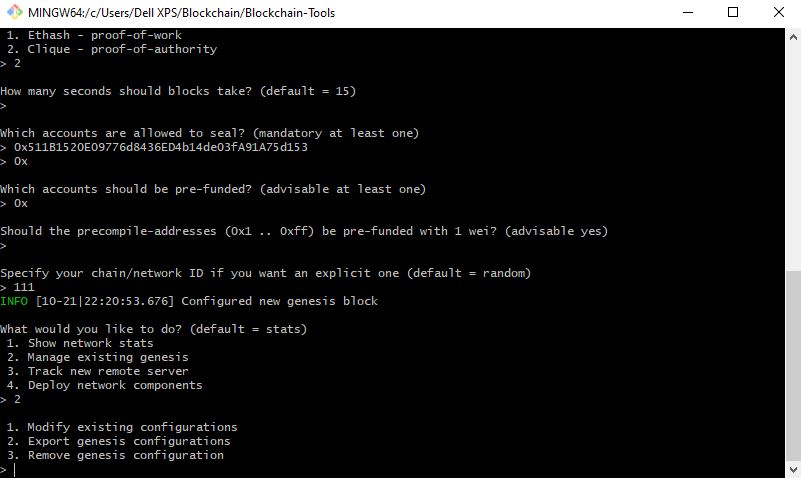 MINGW64:/c/Users/Dell XPS/Blockchain/Blockchain-Tools
1. Ethash - proof-of-work
2. Clique - proof-of-authority
> 2
How many seconds should blocks take? (default = 15)
>
Which accounts are allowed to seal? (mandatory at least one)
> 0x511B1520E09776d8436ED4b14de03fA91A75d153
> 0x
Which accounts should be pre-funded? (advisable at least one)
> 0x
Should the precompile-addresses (0x1 .. 0xff) be pre-funded with 1 wei? (advisable yes)
>
Specify your chain/network ID if you want an explicit one (default = random)
> 111
INFO [10-21|22:20:53.676] Configured new genesis block
What would you like to do? (default = stats)
1. Show network stats
2. Manage existing genesis
3. Track new remote server
4. Deploy network components
> 2
1. Modify existing configurations
2. Export genesis configurations
3. Remove genesis configuration
>